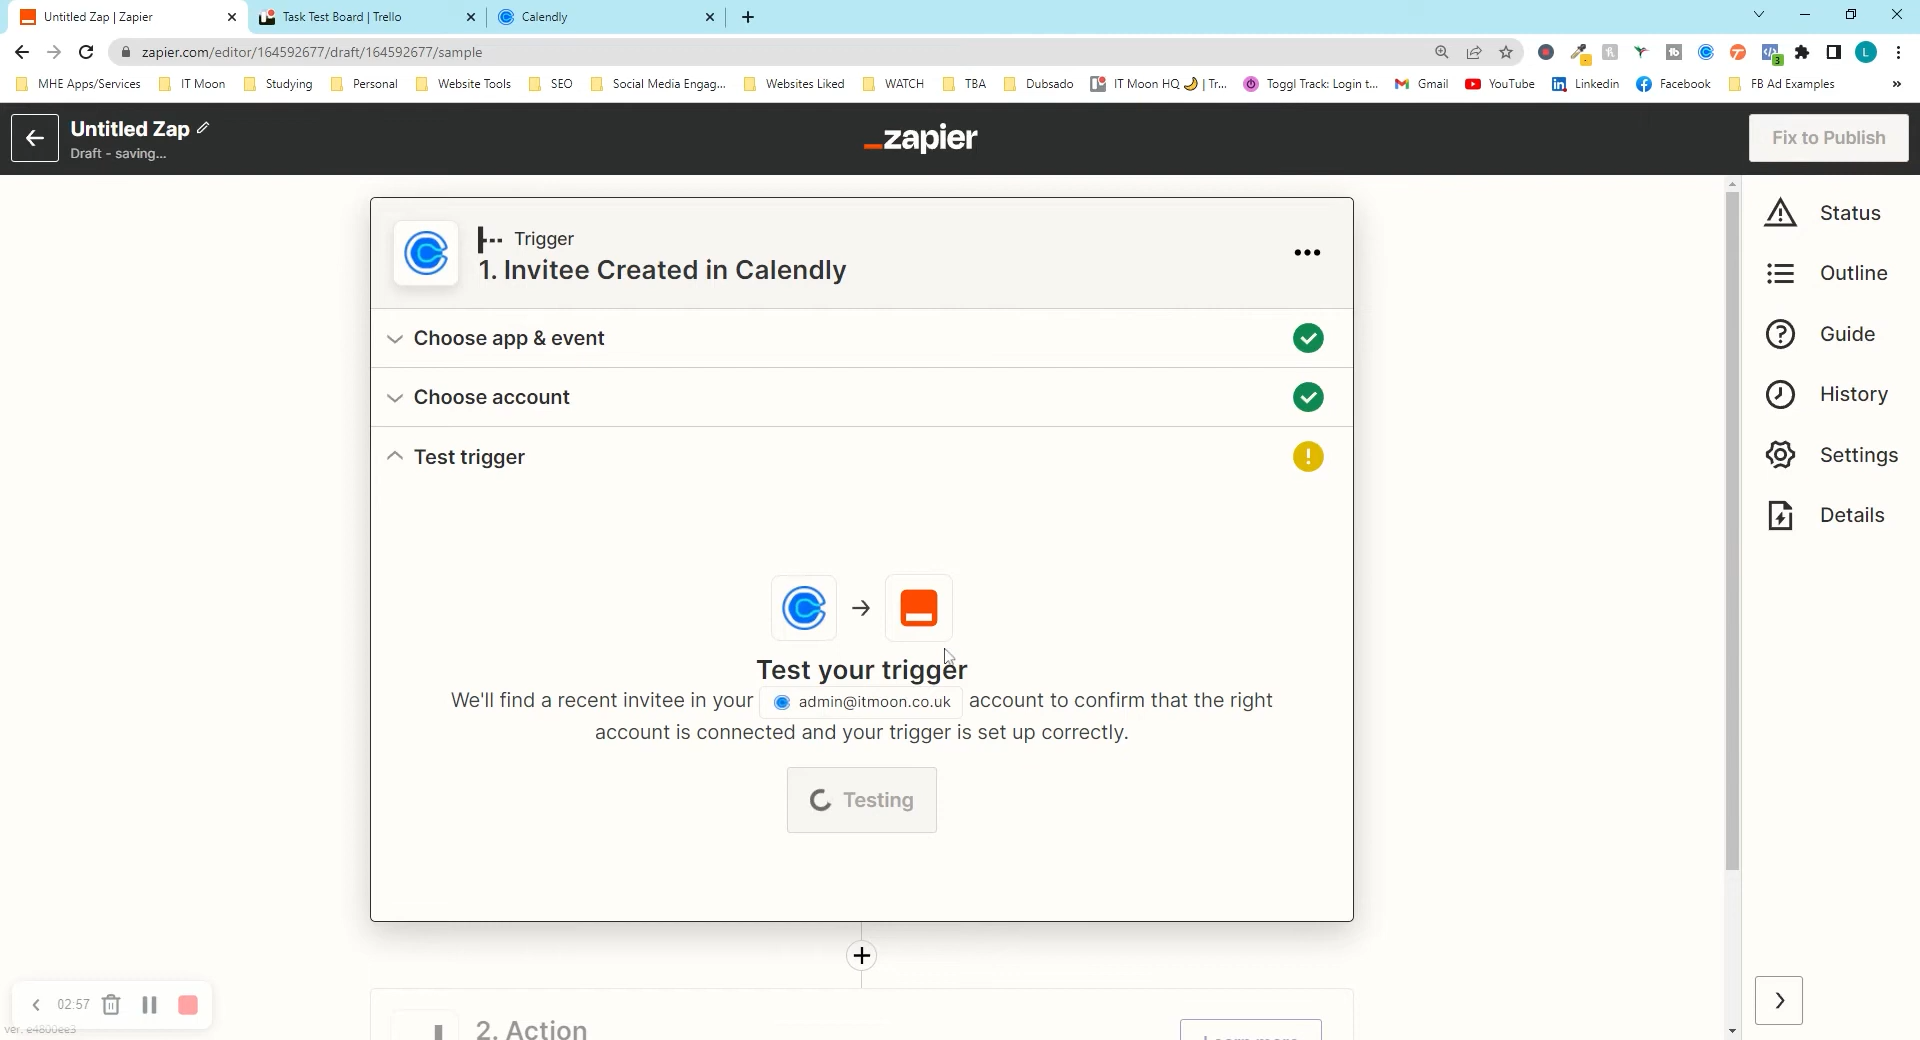 Untitled Zap | Zapier
Task Test Board | Trello
Calendly
zapier.com/editor/164592677/draft/164592677/sample
MHE Apps/Services
IT Moon
Studying
Personal
Website Tools
SEO
Social Media Engag...
Websites Liked
WATCH
TBA
Dubsado
IT Moon HQ 🌙 | Tr...
Toggl Track: Login t...
Gmail
YouTube
Linkedin
Facebook
FB Ad Examples
»
Untitled Zap
Draft - saving...
_zapier
Fix to Publish
Trigger
1. Invitee Created in Calendly
Choose app & event
Choose account
Test trigger
Test your trigger
We'll find a recent invitee in your admin@itmoon.co.uk account to confirm that the right
account is connected and your trigger is set up correctly.
Testing
2. Action
Status
Outline
Guide
History
Settings
Details
02:57
ver. e4800ee3